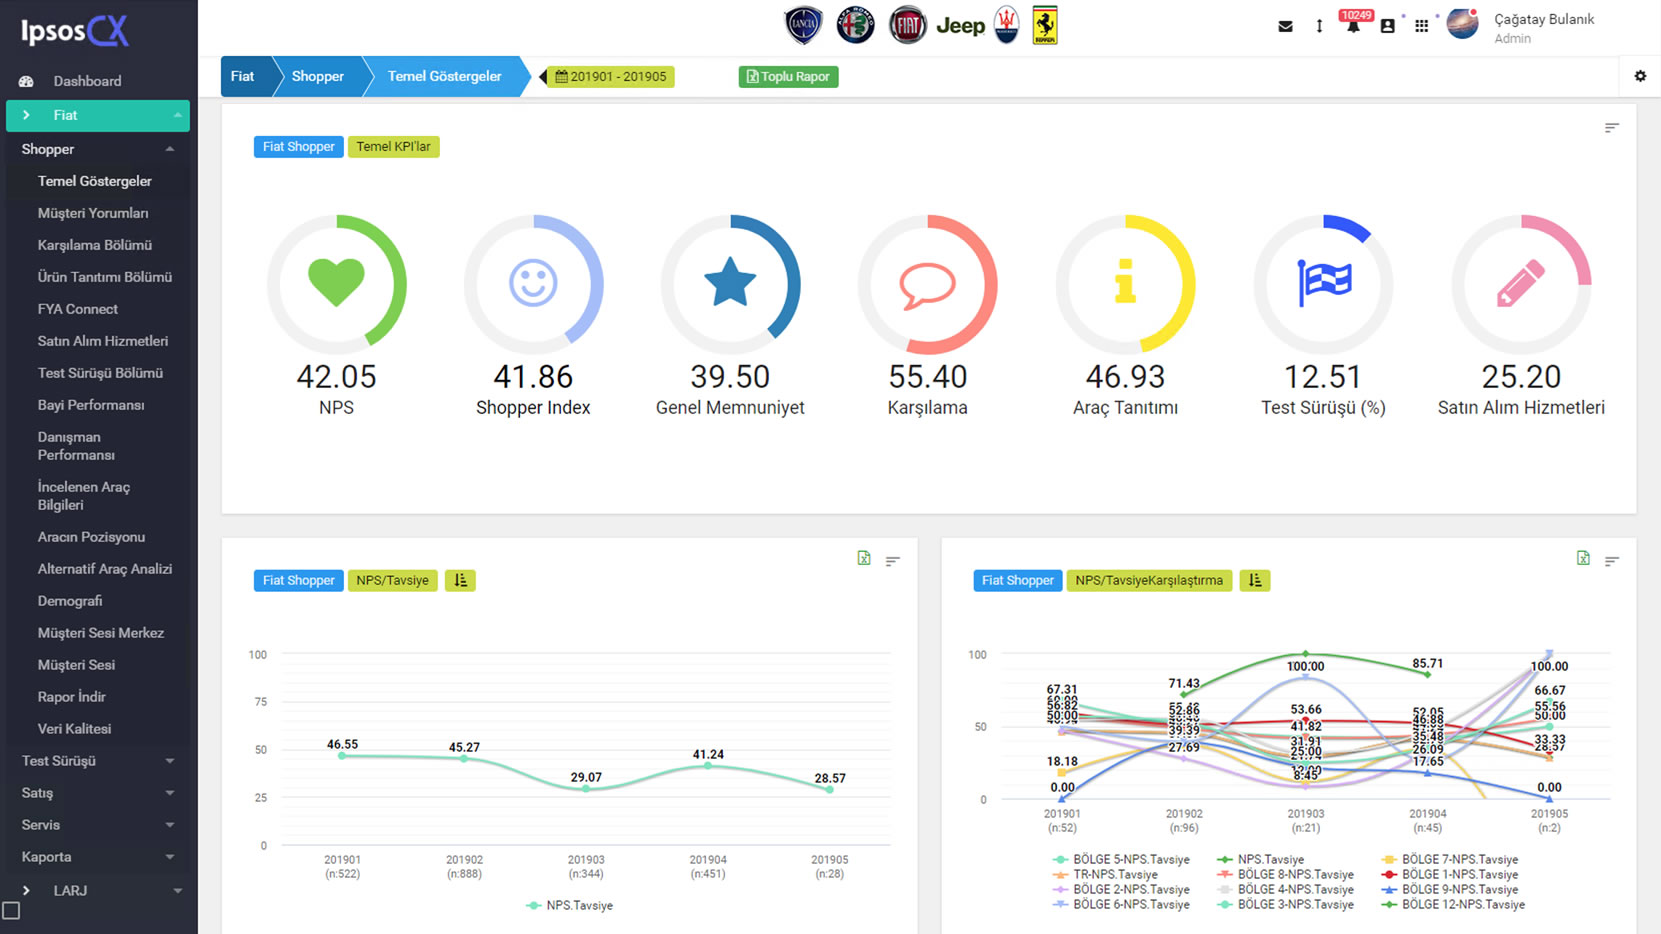 IpsosCX
LANCIA
ALFA ROMEO
FIAT
Jeep
10249
Çağatay Bulanık
Admin
Dashboard
Fiat
Shopper
Temel Göstergeler
Müşteri Yorumları
Karşılama Bölümü
Ürün Tanıtımı Bölümü
FYA Connect
Satın Alım Hizmetleri
Test Sürüşü Bölümü
Bayi Performansı
Danışman
Performansı
İncelenen Araç
Bilgileri
Aracın Pozisyonu
Alternatif Araç Analizi
Demografi
Müşteri Sesi Merkez
Müşteri Sesi
Rapor İndir
Veri Kalitesi
Test Sürüşü
Satış
Servis
Kaporta
LARJ
Fiat Shopper Temel Göstergeler 201901 - 201905 Toplu Rapor
Fiat Shopper Temel KPI'lar
42.05 41.86 39.50 55.40 46.93 12.51 25.20
NPS Shopper Index Genel Memnuniyet Karşılama Araç Tanıtımı Test Sürüşü (%) Satın Alım Hizmetleri
Fiat Shopper NPS/Tavsiye
100
75
50
25
0
46.55 45.27 29.07 41.24 28.57
201901 201902 201903 201904 201905
(n:522) (n:888) (n:344) (n:451) (n:28)
NPS.Tavsiye
Fiat Shopper NPS/TavsiyeKarşılaştırma
100
50
0
67.31
56.82
50.00
18.18
0.00
71.43
52.86
39.39
27.69
100.00
53.66
41.82
31.91
25.00
8.45
85.71
52.05
46.88
35.48
26.09
17.65
100.00
66.67
55.56
50.00
33.33
28.57
0.00
201901 201902 201903 201904 201905
(n:52) (n:96) (n:21) (n:45) (n:2)
BÖLGE 5-NPS.Tavsiye NPS.Tavsiye BÖLGE 7-NPS.Tavsiye
TR-NPS.Tavsiye BÖLGE 8-NPS.Tavsiye BÖLGE 1-NPS.Tavsiye
BÖLGE 2-NPS.Tavsiye BÖLGE 4-NPS.Tavsiye BÖLGE 9-NPS.Tavsiye
BÖLGE 6-NPS.Tavsiye BÖLGE 3-NPS.Tavsiye BÖLGE 12-NPS.Tavsiye